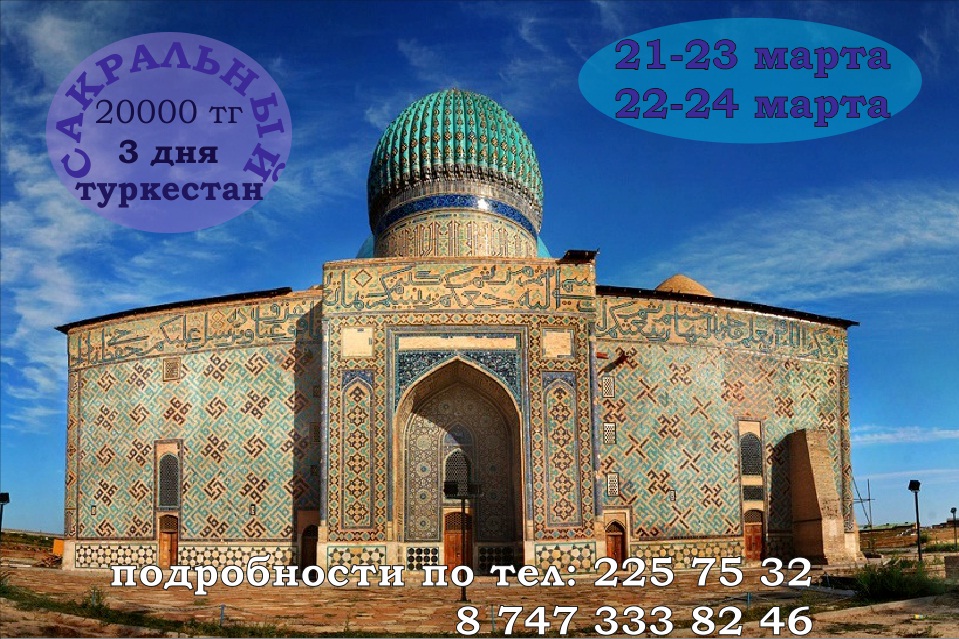 САКРАЛЬНЫЙ
20000 тг
3 дня
туркестан
21-23 марта
22-24 марта
подробности по тел: 225 75 32
8 747 333 82 46